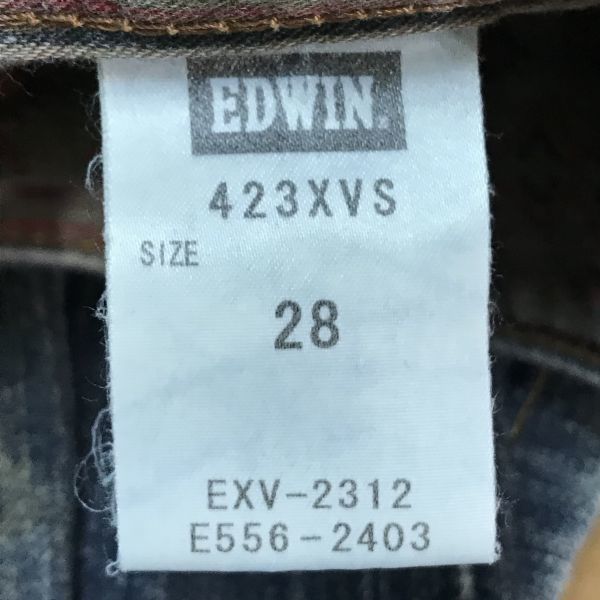 EDWIN.
423XVS
SIZE
28
EXV-2312
E556-2403